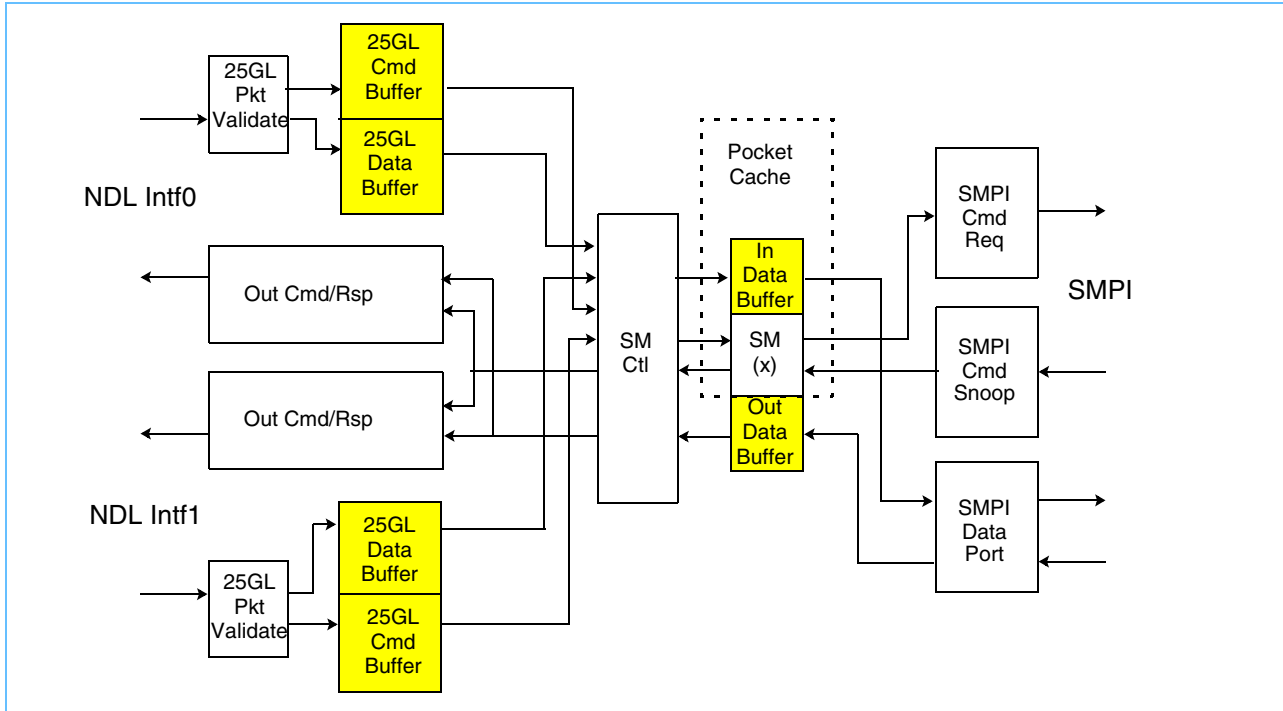 25GL
Pkt
Validate
25GL
Cmd
Buffer
25GL
Data
Buffer
NDL Intf0
Out Cmd/Rsp
Out Cmd/Rsp
NDL Intf1
25GL
Pkt
Validate
25GL
Data
Buffer
25GL
Cmd
Buffer
SM
Ctl
Pocket
Cache
In
Data
Buffer
SM
(x)
Out
Data
Buffer
SMPI
Cmd
Req
SMPI
SMPI
Cmd
Snoop
SMPI
Data
Port